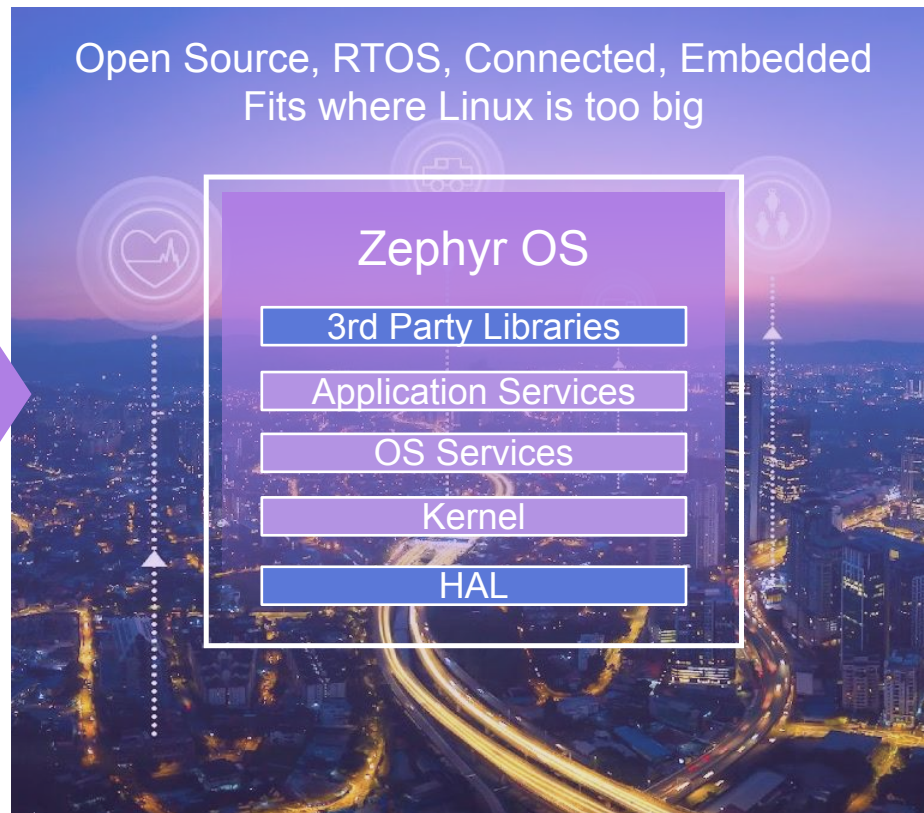 Open Source, RTOS, Connected, Embedded
Fits where Linux is too big
Zephyr OS
3rd Party Libraries
Application Services
OS Services
Kernel
HAL